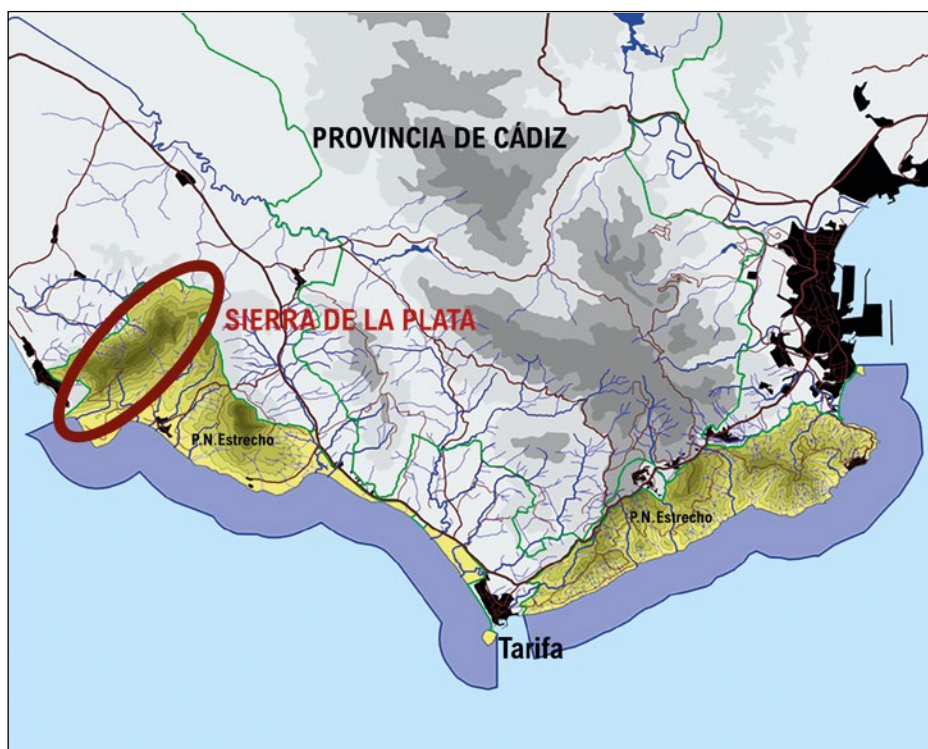 PROVINCIA DE CÁDIZ
SIERRA DE LA PLATA
P.N.Estrecho
P.N.Estrecho
Tarifa